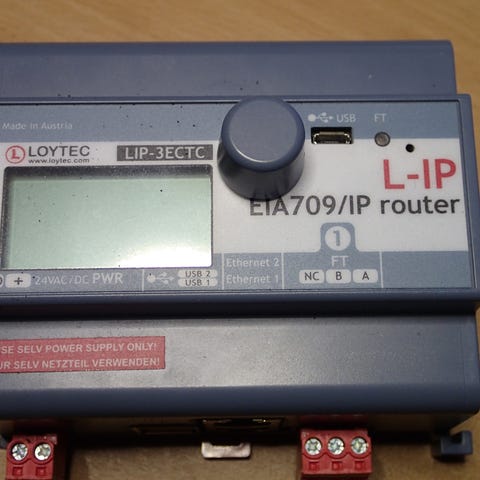 Made in Austria
USB FT
LOYTEC
www.loytec.com
LIP-3ECTC
L-IP
EIA709/IP router
1
FT
NC B A
Ethernet 2
Ethernet 1
USB 2
USB 1
+ 24VAC/DC PWR
SE SELV POWER SUPPLY ONLY!
UR SELV NETZTEIL VERWENDEN!